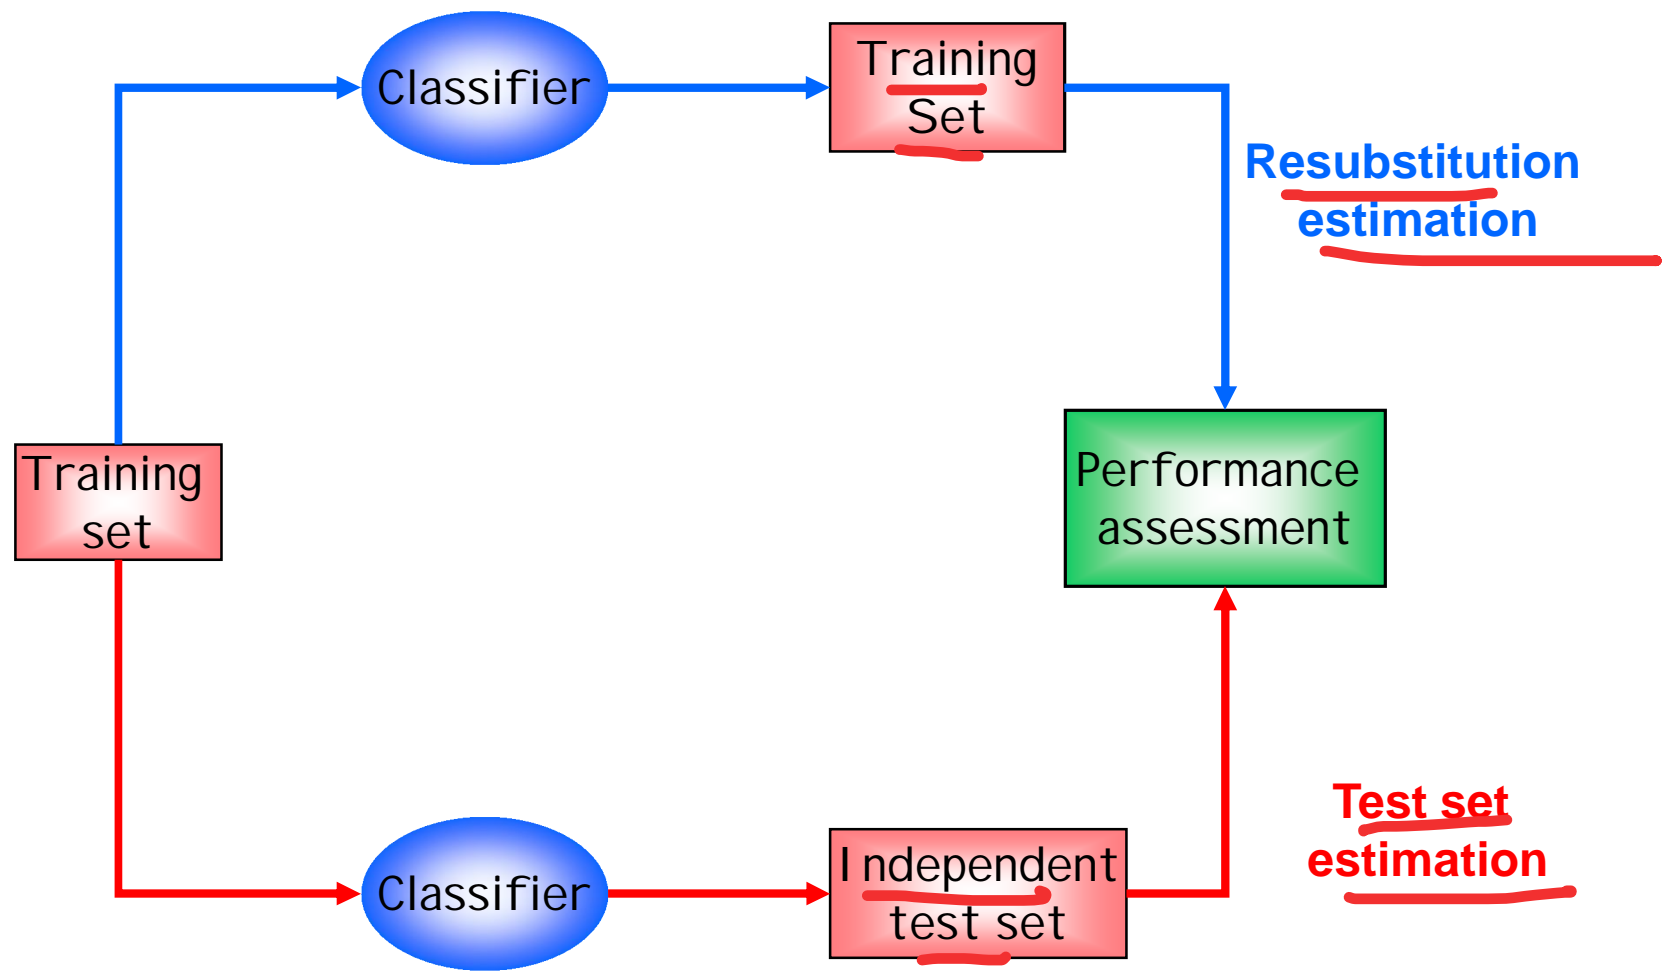 Classifier
Training
Set
Resubstitution
estimation
Training
set
Performance
assessment
Test set
estimation
Classifier
Independent
test set